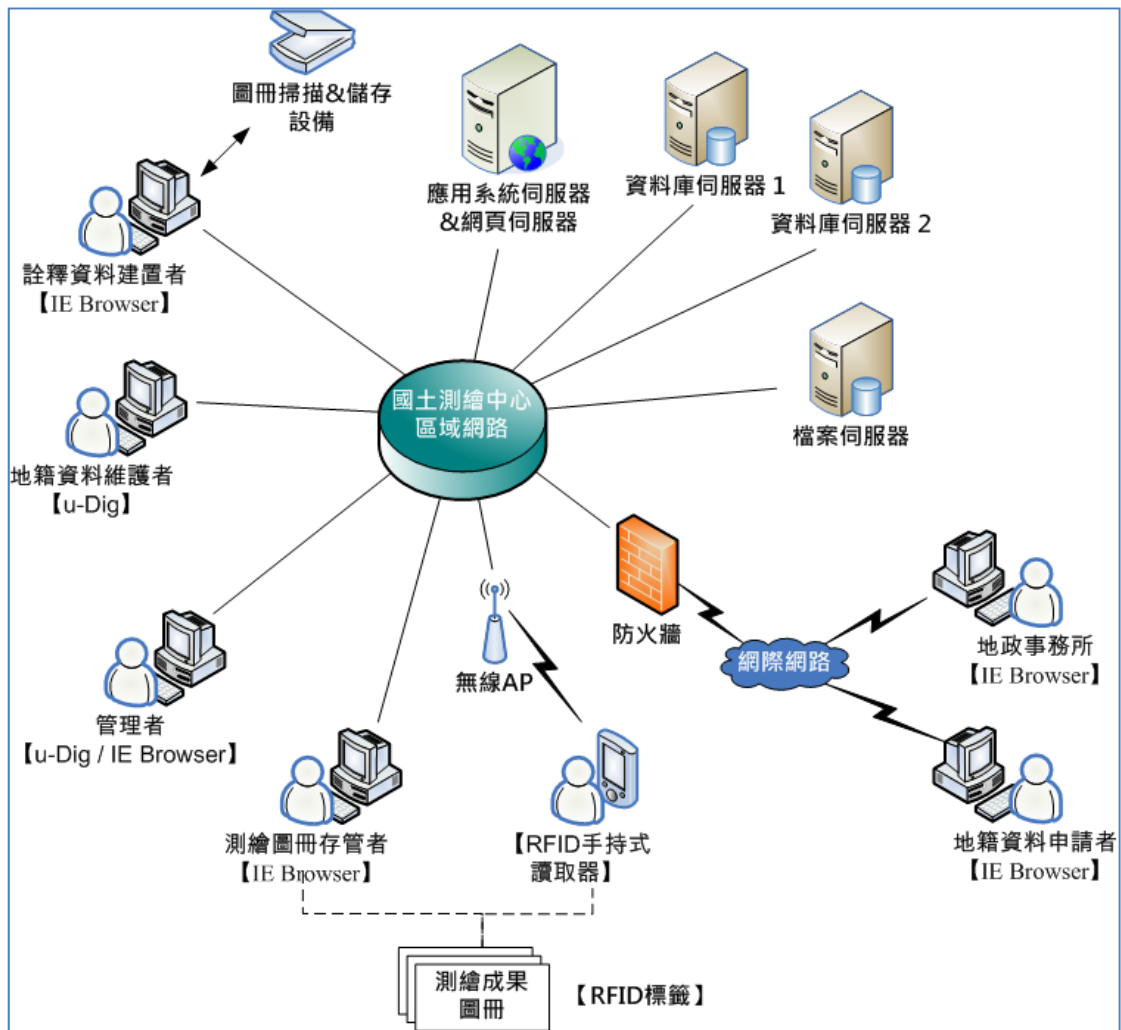 圖冊掃描&儲存
設備
應用系統伺服器
&網頁伺服器
資料庫伺服器 1
資料庫伺服器 2
詮釋資料建置者
【IE Browser】
國土測繪中心
區域網路
檔案伺服器
地籍資料維護者
【u-Dig】
防火牆
網際網路
地政事務所
【IE Browser】
無線AP
管理者
【u-Dig / IE Browser】
測繪圖冊存管者
【IE Browser】
【RFID手持式
讀取器】
地籍資料申請者
【IE Browser】
測繪成果
圖冊
【RFID標籤】